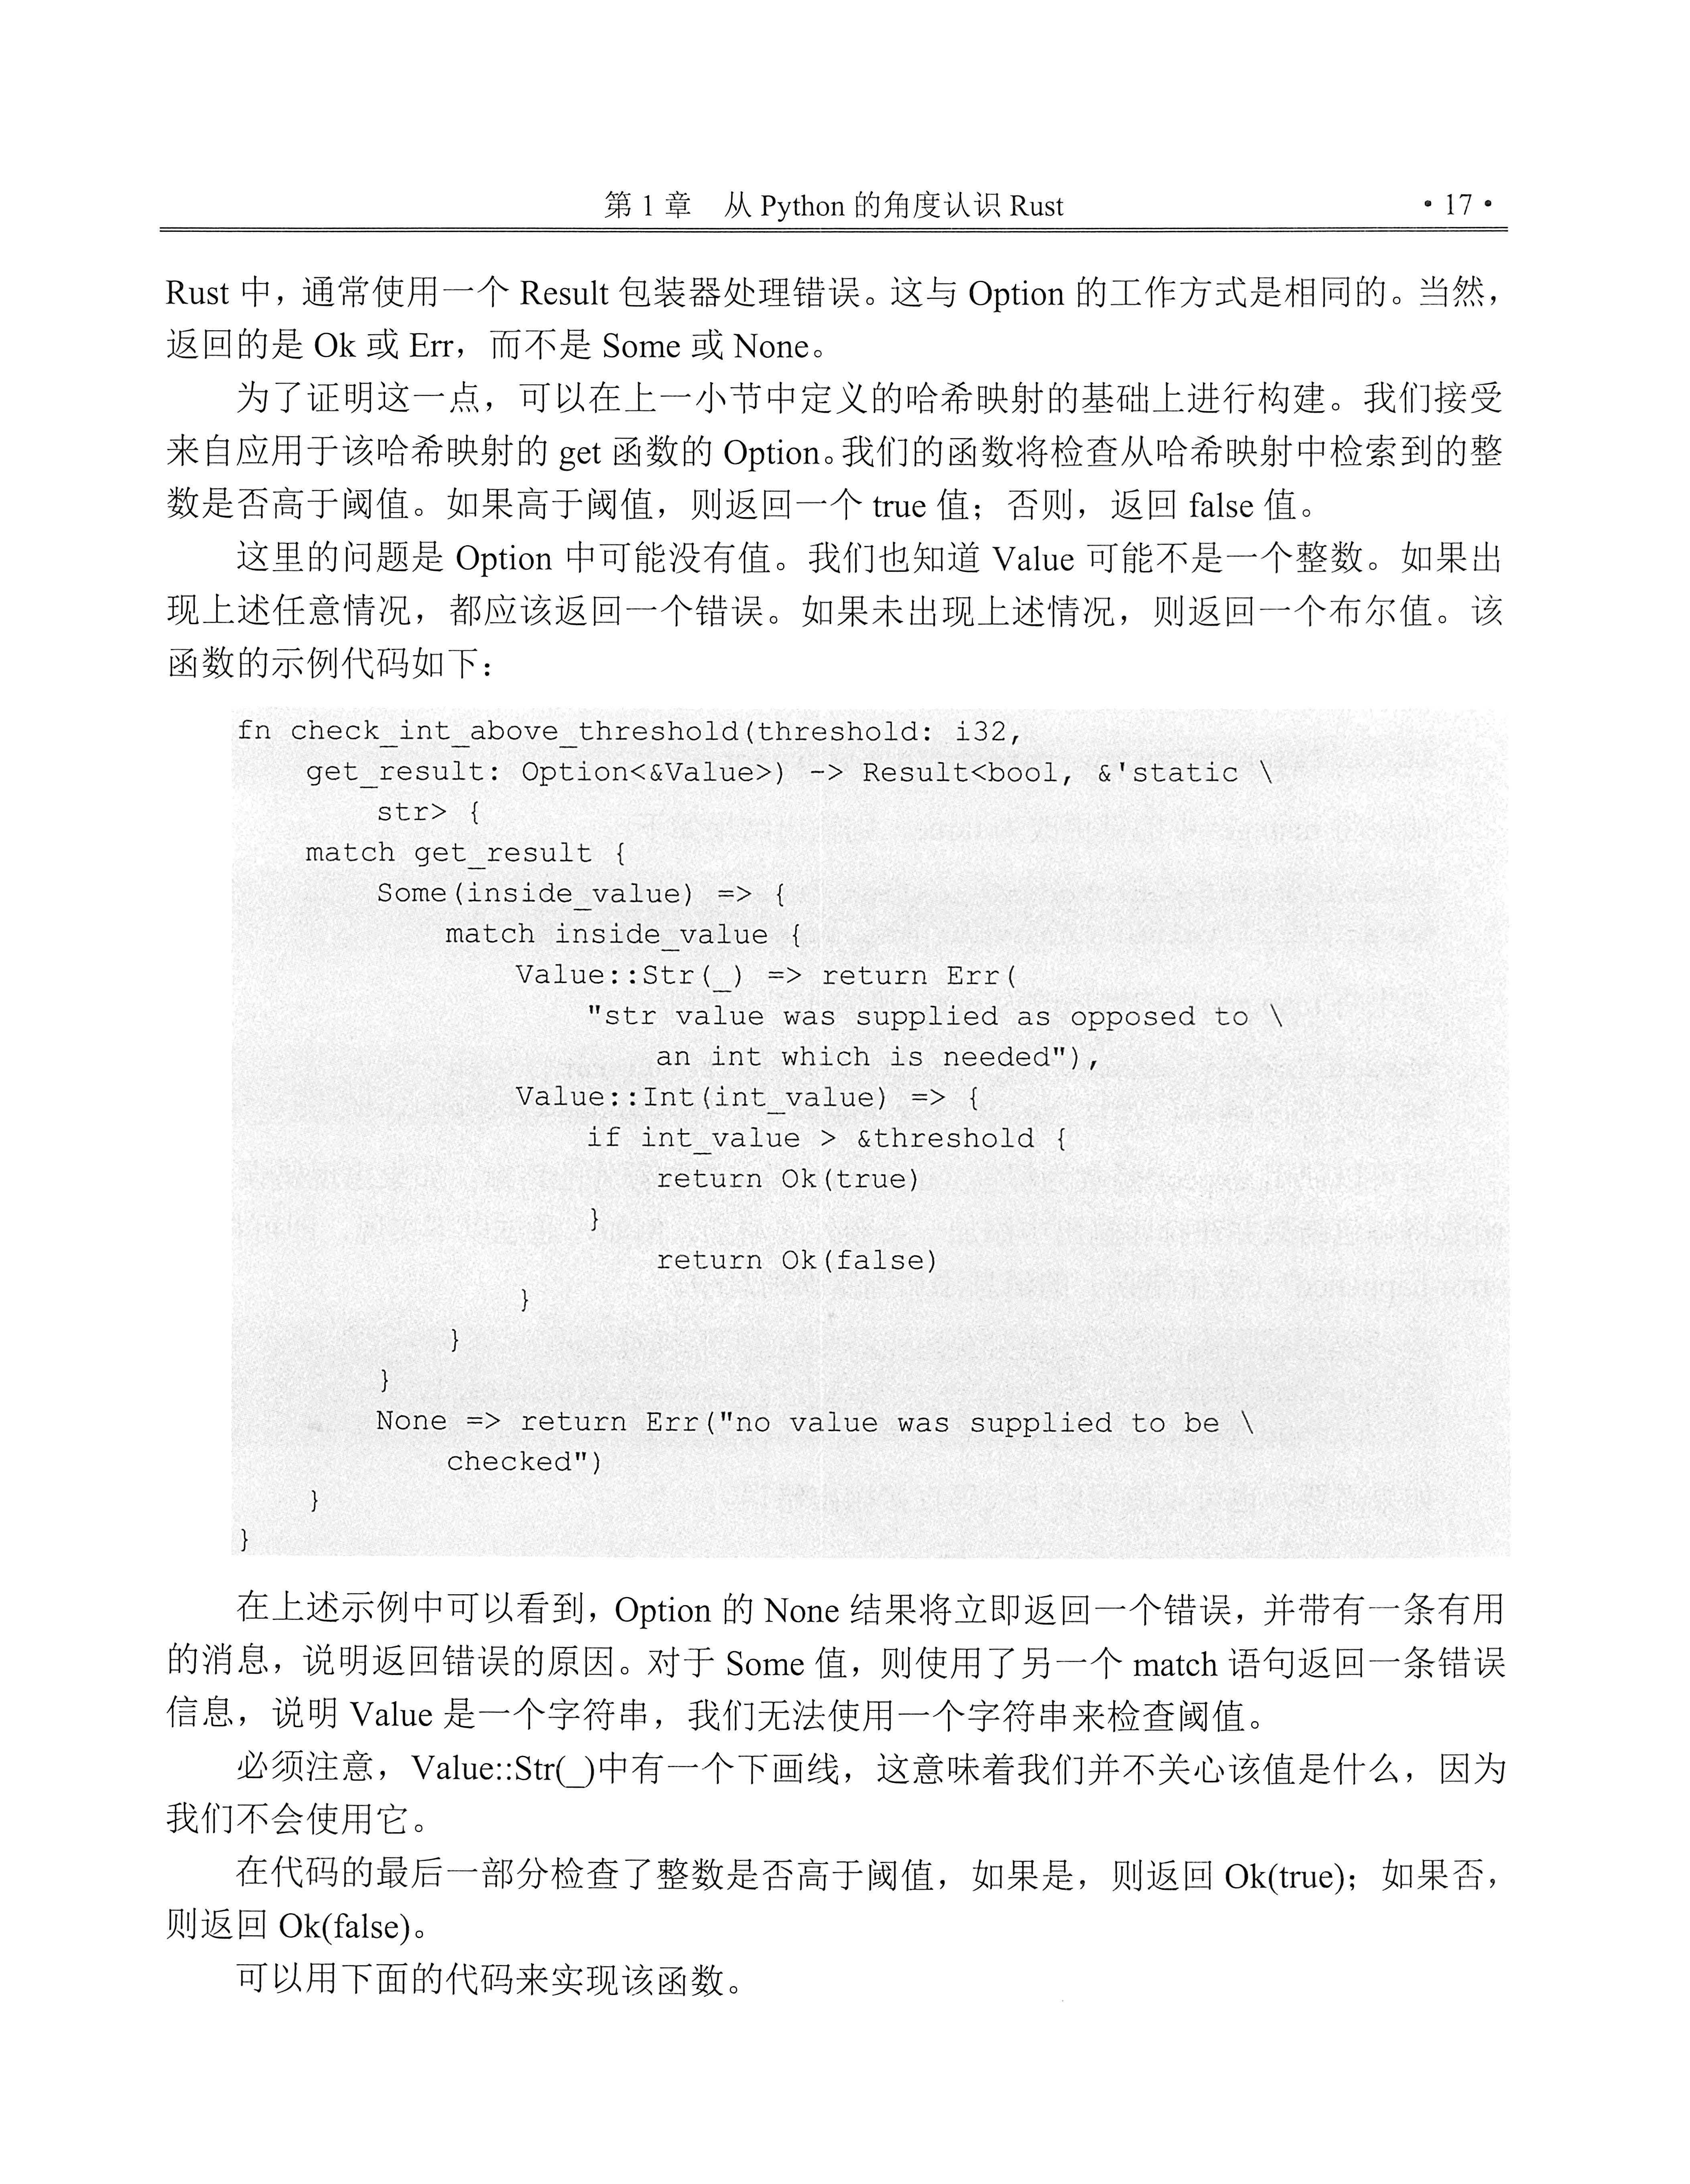 第 1 章　从 Python 的角度认识 Rust　• 17 •
Rust 中，通常使用一个 Result 包装器处理错误。这与 Option 的工作方式是相同的。当然，
返回的是 Ok 或 Err，而不是 Some 或 None。
为了证明这一点，可以在上一小节中定义的哈希映射的基础上进行构建。我们接受
来自应用于该哈希映射的 get 函数的 Option。我们的函数将检查从哈希映射中检索到的整
数是否高于阈值。如果高于阈值，则返回一个 true 值；否则，返回 false 值。
这里的问题是 Option 中可能没有值。我们也知道 Value 可能不是一个整数。如果出
现上述任意情况，都应该返回一个错误。如果未出现上述情况，则返回一个布尔值。该
函数的示例代码如下：
fn check_int_above_threshold(threshold: i32,
    get_result: Option<&Value>) -> Result<bool, &'static \
        str> {
    match get_result {
        Some(inside_value) => {
            match inside_value {
                Value::Str(_) => return Err(
                    "str value was supplied as opposed to \
                        an int which is needed"),
                Value::Int(int_value) => {
                    if int_value > &threshold {
                        return Ok(true)
                    }
                        return Ok(false)
                }
            }
        }
        None => return Err("no value was supplied to be \
            checked")
    }
}
在上述示例中可以看到，Option 的 None 结果将立即返回一个错误，并带有一条有用
的消息，说明返回错误的原因。对于 Some 值，则使用了另一个 match 语句返回一条错误
信息，说明 Value 是一个字符串，我们无法使用一个字符串来检查阈值。
必须注意，Value::Str(_)中有一个下画线，这意味着我们并不关心该值是什么，因为
我们不会使用它。
在代码的最后一部分检查了整数是否高于阈值，如果是，则返回 Ok(true)；如果否，
则返回 Ok(false)。
可以用下面的代码来实现该函数。